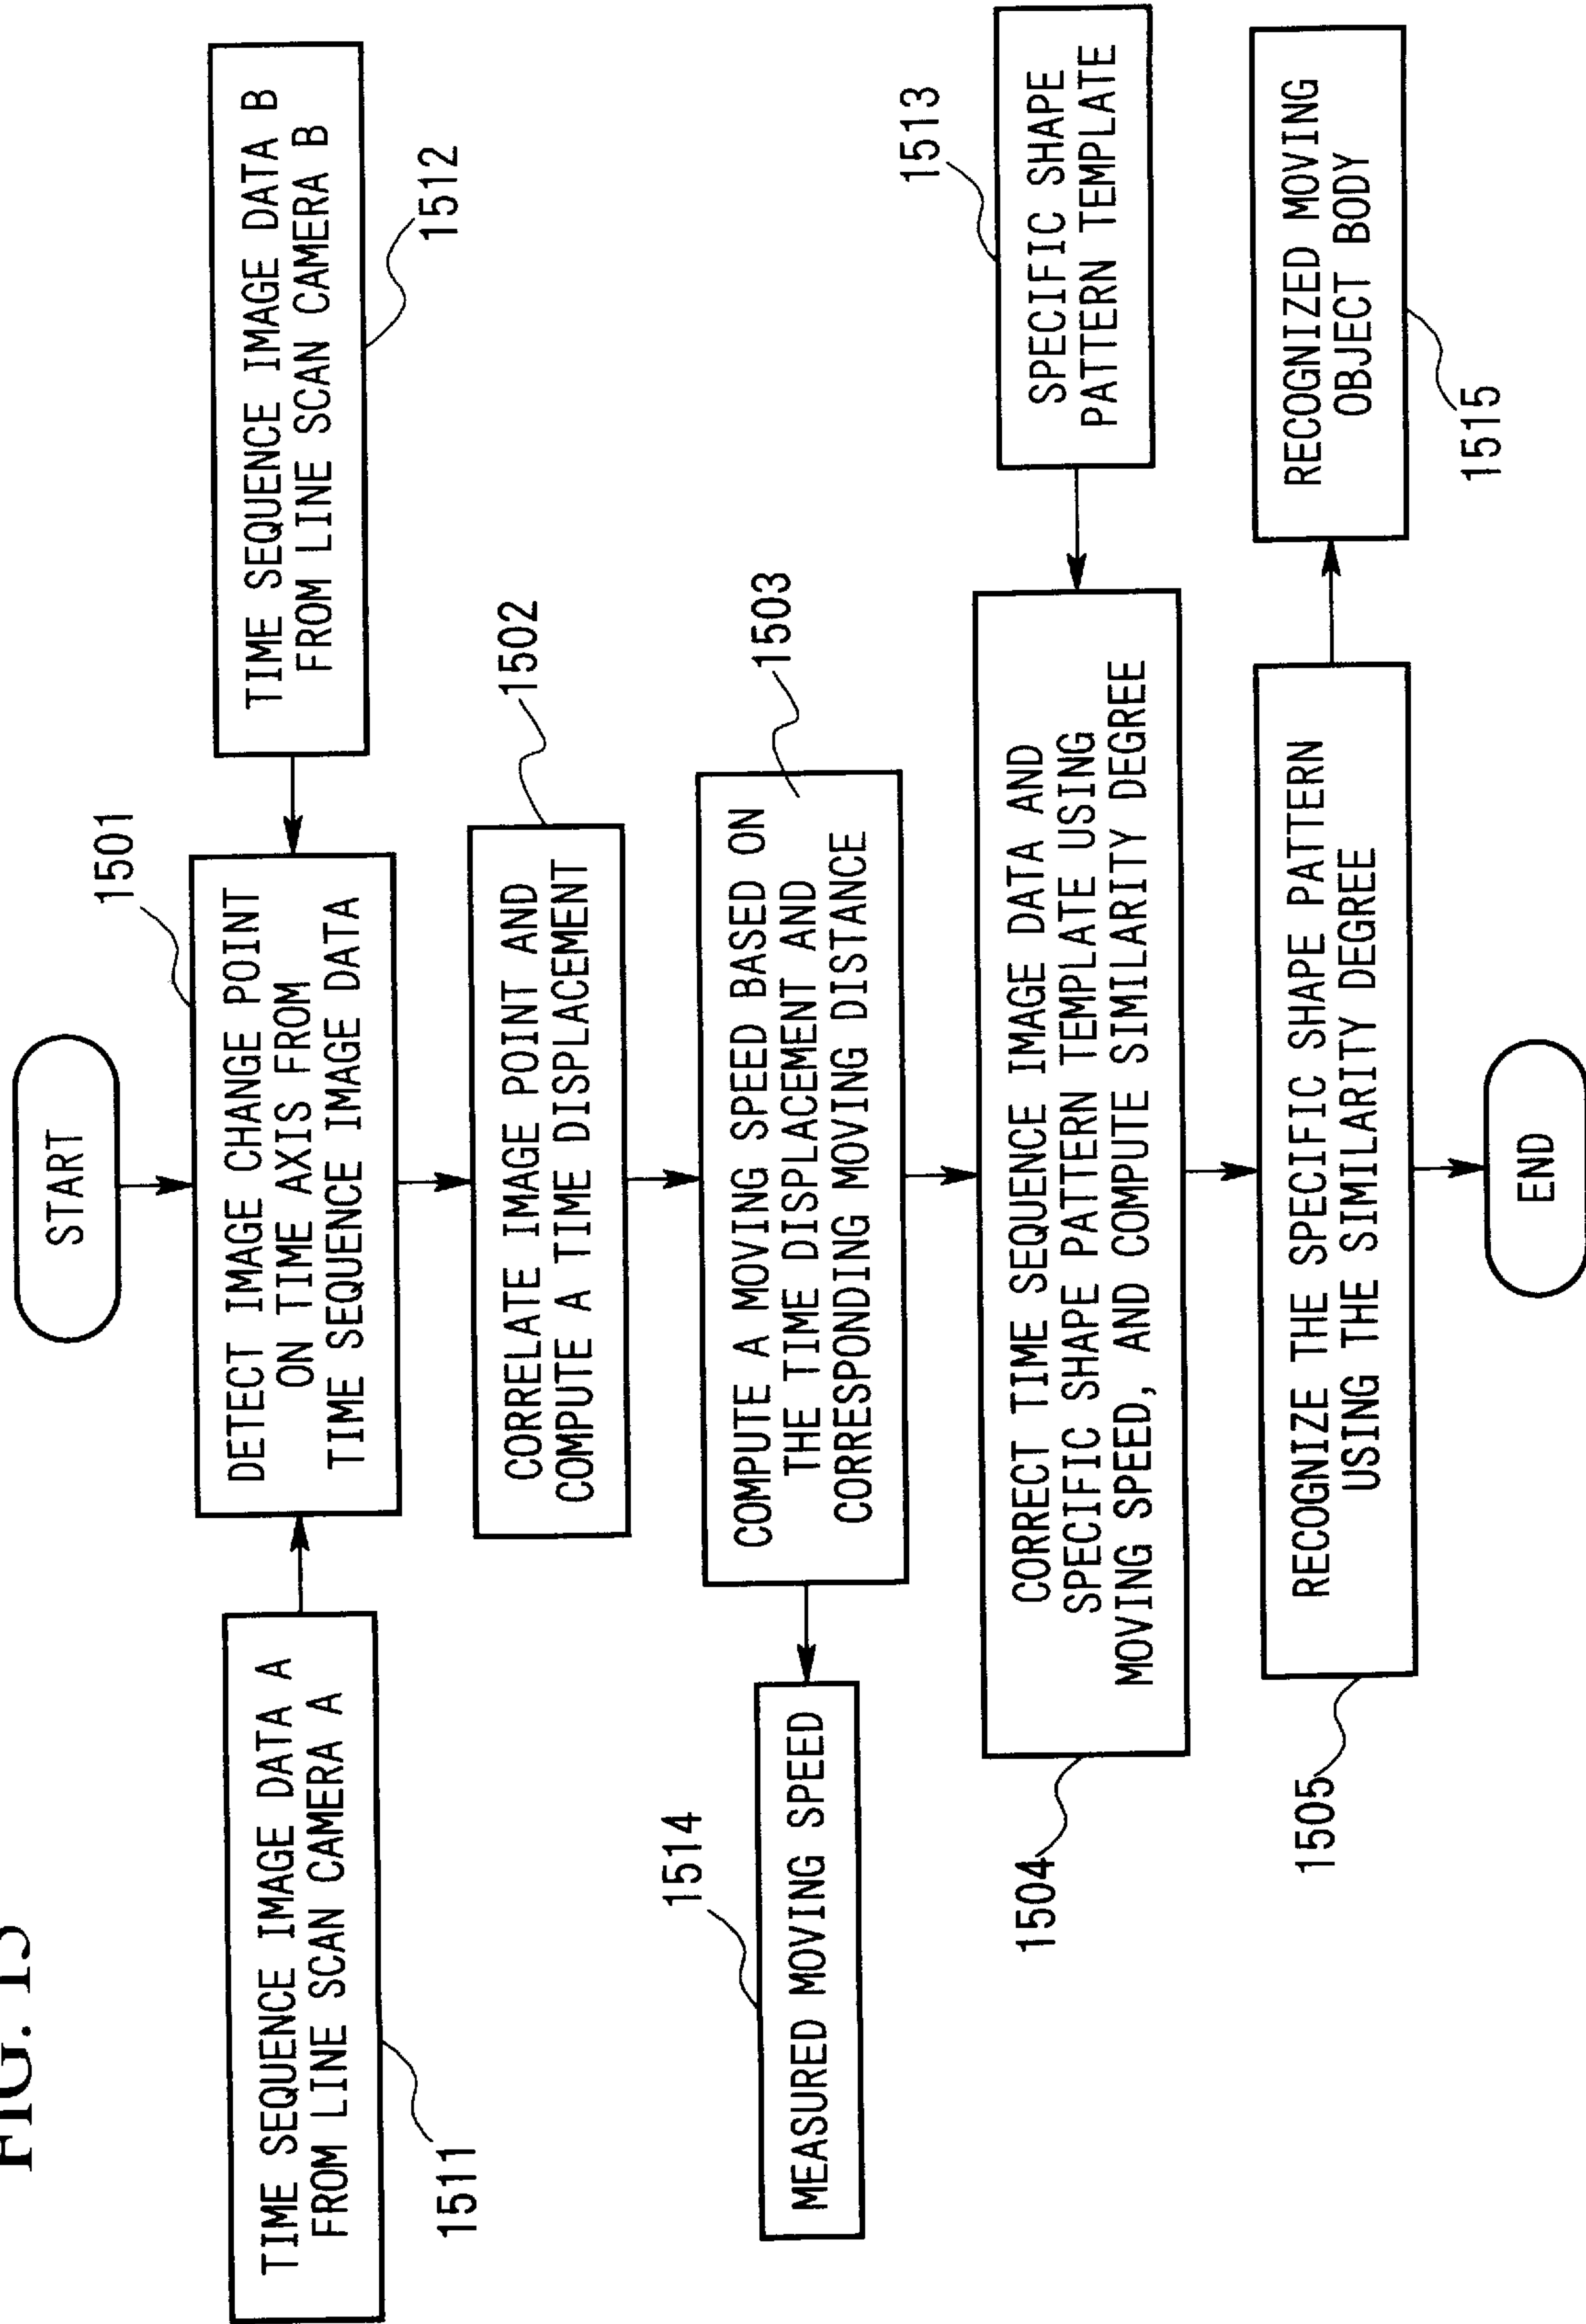 FIG. 15
START
1501
DETECT IMAGE CHANGE POINT
ON TIME AXIS FROM
TIME SEQUENCE IMAGE DATA
TIME SEQUENCE IMAGE DATA A
FROM LINE SCAN CAMERA A
1511
TIME SEQUENCE IMAGE DATA B
FROM LINE SCAN CAMERA B
1512
1502
CORRELATE IMAGE POINT AND
COMPUTE A TIME DISPLACEMENT
1503
COMPUTE A MOVING SPEED BASED ON
THE TIME DISPLACEMENT AND
CORRESPONDING MOVING DISTANCE
1514
MEASURED MOVING SPEED
1513
SPECIFIC SHAPE
PATTERN TEMPLATE
CORRECT TIME SEQUENCE IMAGE DATA AND
SPECIFIC SHAPE PATTERN TEMPLATE USING
MOVING SPEED, AND COMPUTE SIMILARITY DEGREE
1504
RECOGNIZE THE SPECIFIC SHAPE PATTERN
USING THE SIMILARITY DEGREE
1505
RECOGNIZED MOVING
OBJECT BODY
1515
END